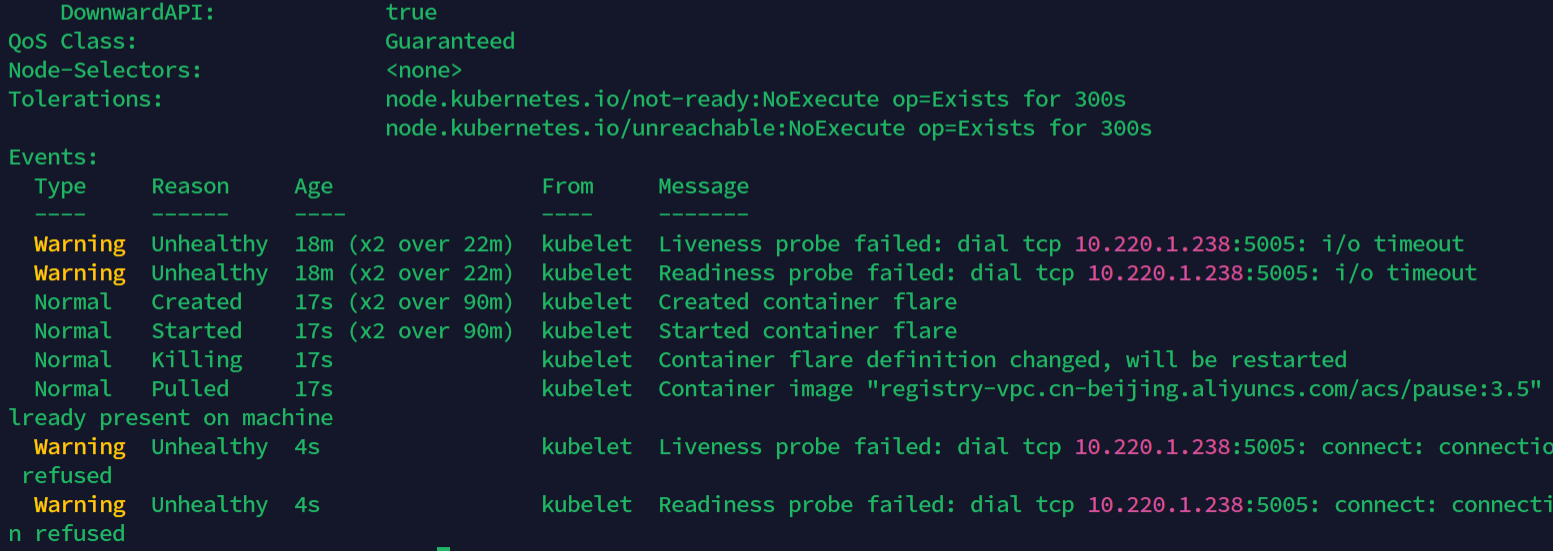 DownwardAPI: true
QoS Class: Guaranteed
Node-Selectors: <none>
Tolerations: node.kubernetes.io/not-ready:NoExecute op=Exists for 300s
node.kubernetes.io/unreachable:NoExecute op=Exists for 300s
Events:
Type Reason Age From Message
---- ------ ---- ---- -------
Warning Unhealthy 18m (x2 over 22m) kubelet Liveness probe failed: dial tcp 10.220.1.238:5005: i/o timeout
Warning Unhealthy 18m (x2 over 22m) kubelet Readiness probe failed: dial tcp 10.220.1.238:5005: i/o timeout
Normal Created 17s (x2 over 90m) kubelet Created container flare
Normal Started 17s (x2 over 90m) kubelet Started container flare
Normal Killing 17s kubelet Container flare definition changed, will be restarted
Normal Pulled 17s kubelet Container image "registry-vpc.cn-beijing.aliyuncs.com/acs/pause:3.5"
lready present on machine
Warning Unhealthy 4s kubelet Liveness probe failed: dial tcp 10.220.1.238:5005: connect: connectio
refused
Warning Unhealthy 4s kubelet Readiness probe failed: dial tcp 10.220.1.238:5005: connect: connecti
n refused